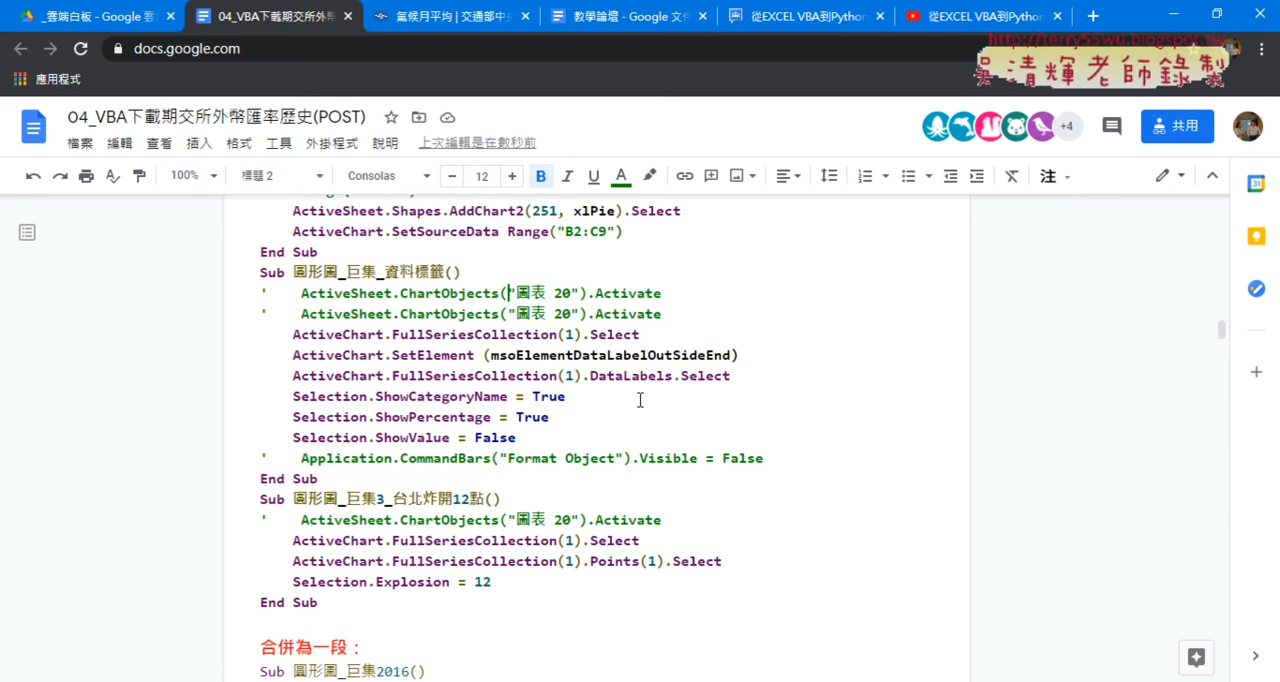 _雲端白板 - Google 雲
04_VBA下載期交所外幣
氣候月平均 | 交通部中央
教學論壇 - Google 文件
從EXCEL VBA到Python
從EXCEL VBA到Python
docs.google.com
http://terry55wu.blogspot.tw
吳清輝老師錄製
應用程式
04_VBA下載期交所外幣匯率歷史(POST)
+4
共用
檔案 編輯 查看 插入 格式 工具 外掛程式 說明 上次編輯是在數秒前
100% 標題 2 Consolas 12 B I U A 注
ActiveSheet.Shapes.AddChart2(251, xlPie).Select
ActiveChart.SetSourceData Range("B2:C9")
End Sub
Sub 圓形圖_巨集_資料標籤()
' ActiveSheet.ChartObjects("圖表 20").Activate
' ActiveSheet.ChartObjects("圖表 20").Activate
ActiveChart.FullSeriesCollection(1).Select
ActiveChart.SetElement (msoElementDataLabelOutSideEnd)
ActiveChart.FullSeriesCollection(1).DataLabels.Select
Selection.ShowCategoryName = True
Selection.ShowPercentage = True
Selection.ShowValue = False
' Application.CommandBars("Format Object").Visible = False
End Sub
Sub 圓形圖_巨集3_台北炸開12點()
' ActiveSheet.ChartObjects("圖表 20").Activate
ActiveChart.FullSeriesCollection(1).Select
ActiveChart.FullSeriesCollection(1).Points(1).Select
Selection.Explosion = 12
End Sub
合併為一段：
Sub 圓形圖_巨集2016()